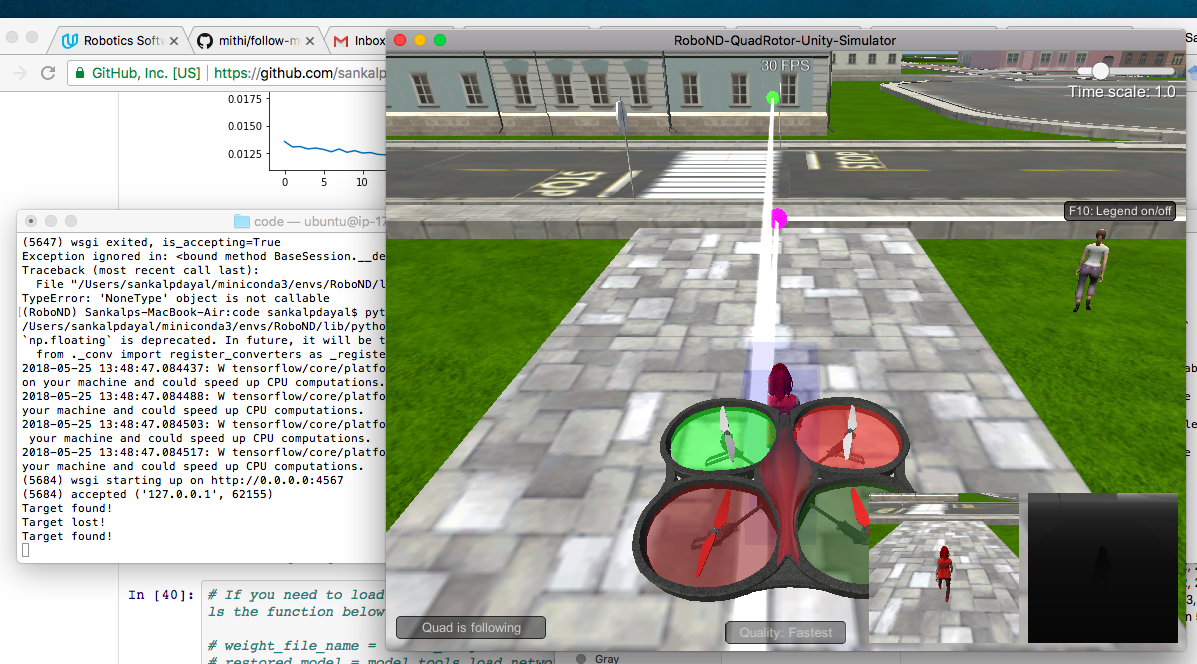 Robotics Soft
mithi/follow-m
Inbox
GitHub, Inc. [US]
https://github.com/sankalp
0.0175
0.0150
0.0125
0
5
10
code — ubuntu@ip-17
(5647) wsgi exited, is_accepting=True
Exception ignored in: <bound method BaseSession.__de
Traceback (most recent call last):
File "/Users/sankalpdayal/miniconda3/envs/RoboND/l
TypeError: 'NoneType' object is not callable
(RoboND) Sankalps-MacBook-Air:code sankalpdayal$ pyt
/Users/sankalpdayal/miniconda3/envs/RoboND/lib/pytho
`np.floating` is deprecated. In future, it will be t
from ._conv import register_converters as _registe
2018-05-25 13:48:47.084437: W tensorflow/core/platfo
on your machine and could speed up CPU computations.
2018-05-25 13:48:47.084488: W tensorflow/core/platfo
your machine and could speed up CPU computations.
2018-05-25 13:48:47.084503: W tensorflow/core/platfo
your machine and could speed up CPU computations.
2018-05-25 13:48:47.084517: W tensorflow/core/platfo
your machine and could speed up CPU computations.
(5684) wsgi starting up on http://0.0.0.0:4567
(5684) accepted ('127.0.0.1', 62155)
Target found!
Target lost!
Target found!
In [40]:
# If you need to load
ls the function below
# weight_file_name =
# restored_model = model_tools.load_netwo
RoboND-QuadRotor-Unity-Simulator
30 FPS
Time scale: 1.0
STOP
STOP
F10: Legend on/off
Quad is following
Quality: Fastest
Gray